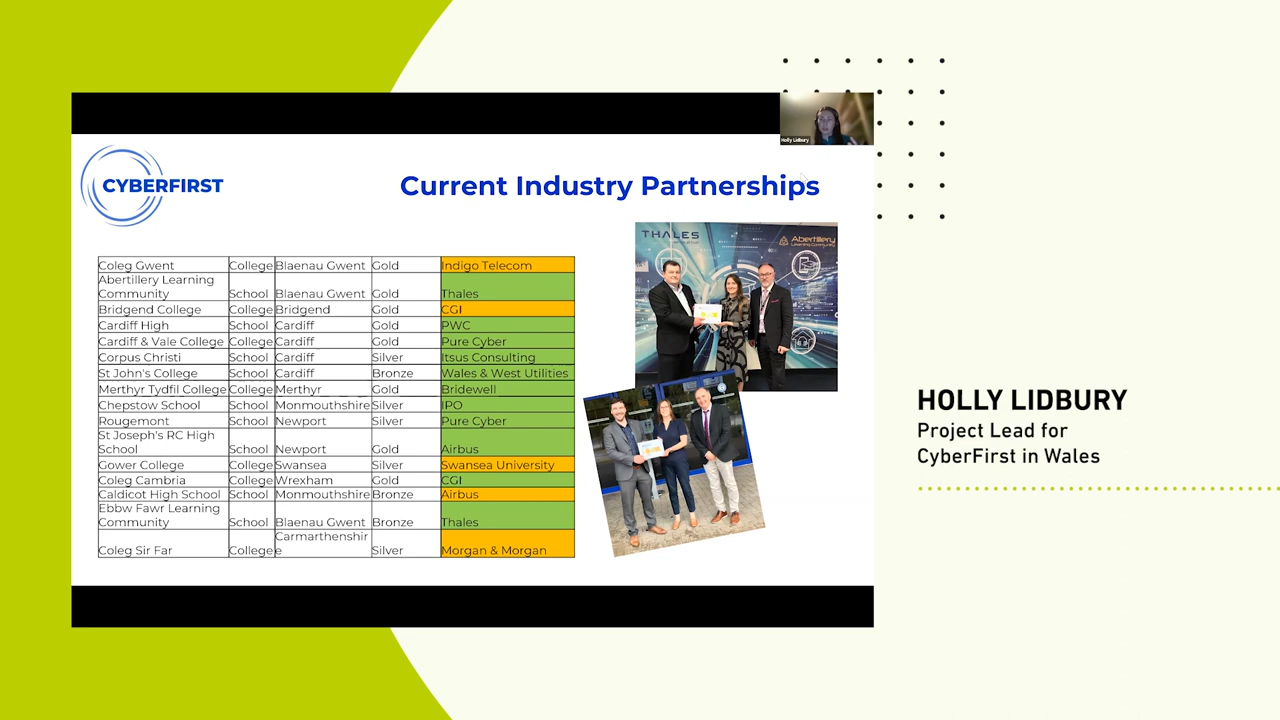 Holly Lidbury
CYBERFIRST
Current Industry Partnerships
Coleg Gwent College Blaenau Gwent Gold Indigo Telecom
Abertillery Learning
Community School Blaenau Gwent Gold Thales
Bridgend College College Bridgend Gold CGI
Cardiff High School Cardiff Gold PWC
Cardiff & Vale College College Cardiff Gold Pure Cyber
Corpus Christi School Cardiff Silver Itsus Consulting
St John's College School Cardiff Bronze Wales & West Utilities
Merthyr Tydfil College College Merthyr Gold Bridewell
Chepstow School School Monmouthshire Silver IPO
Rougemont School Newport Silver Pure Cyber
St Joseph's RC High
School School Newport Gold Airbus
Gower College College Swansea Silver Swansea University
Coleg Cambria College Wrexham Gold CGI
Caldicot High School School Monmouthshire Bronze Airbus
Ebbw Fawr Learning
Community School Blaenau Gwent Bronze Thales
Carmarthenshir
Coleg Sir Far College e Silver Morgan & Morgan
THALES
Abertillery
Learning Community
HOLLY LIDBURY
Project Lead for
CyberFirst in Wales